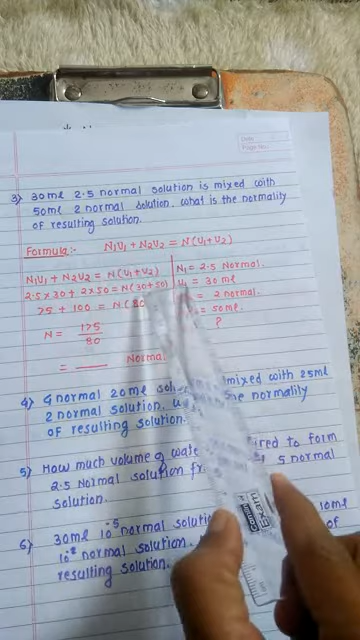 Date
Page No.
3) 30ml 2.5 normal solution is mixed with
50ml 2 normal solution. what is the normality
of resulting solution.
Formula:- N₁V₁ + N₂V₂ = N(V₁+V₂)
N₁V₁ + N₂V₂ = N(V₁+V₂)
2.5×30 + 2×50 = N(30+50)
75 + 100 = N(80
N = 175
80
= Normal
N₁ = 2.5 Normal.
V₁ = 30 ml
= 2 normal.
= 50ml.
?
4) 4 normal 20ml mixed with 25ml
2 normal solution. the normality
of resulting solution.
5) How much volume of to form
2.5 Normal solution 5 normal
solution.
6) 30ml 10⁻⁵ normal 10ml
normal solution. of
resulting solution.
Exam